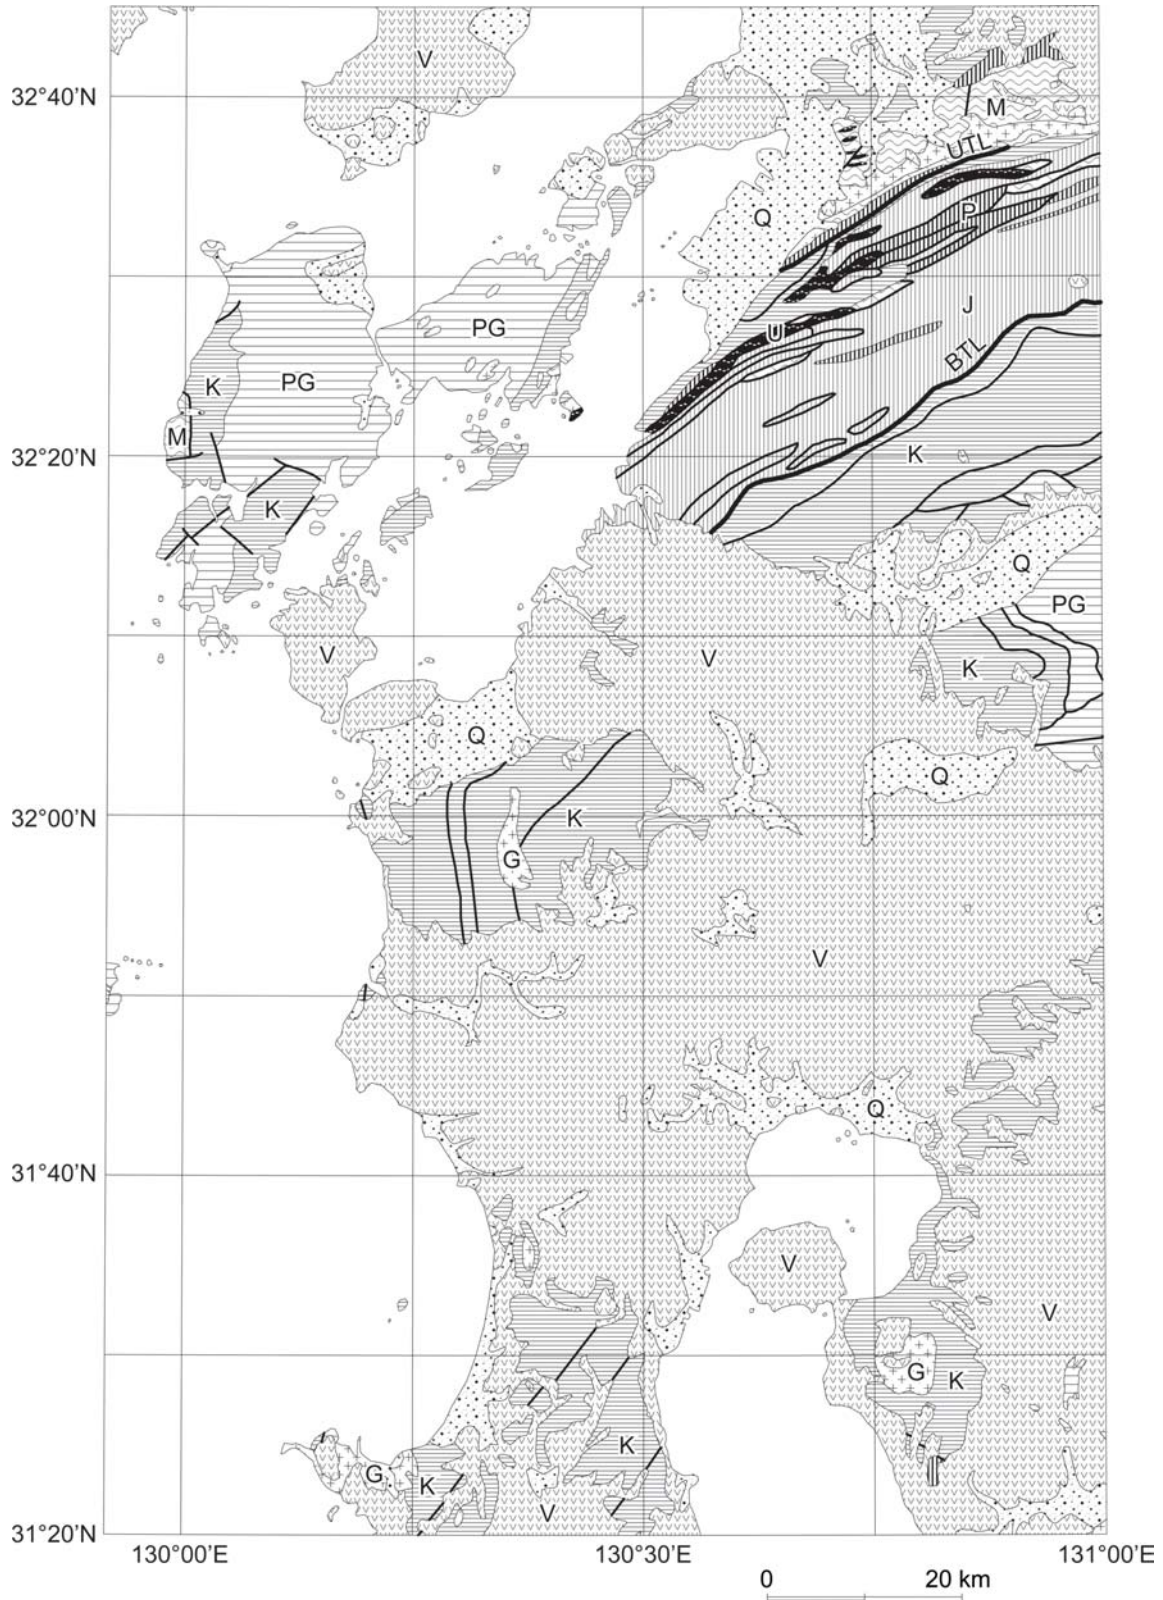 V
32°40'N
M
UTL
P
Q
J
PG
U
BTL
K
PG
M
K
32°20'N
K
Q
PG
V
V
K
Q
Q
32°00'N
K
G
V
Q
31°40'N
V
V
G
K
K
G
K
V
31°20'N
130°00'E
130°30'E
131°00'E
0
20 km